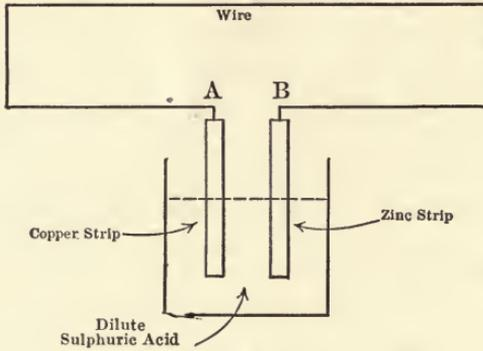 Wire
A B
Copper Strip
Zinc Strip
Dilute
Sulphuric Acid